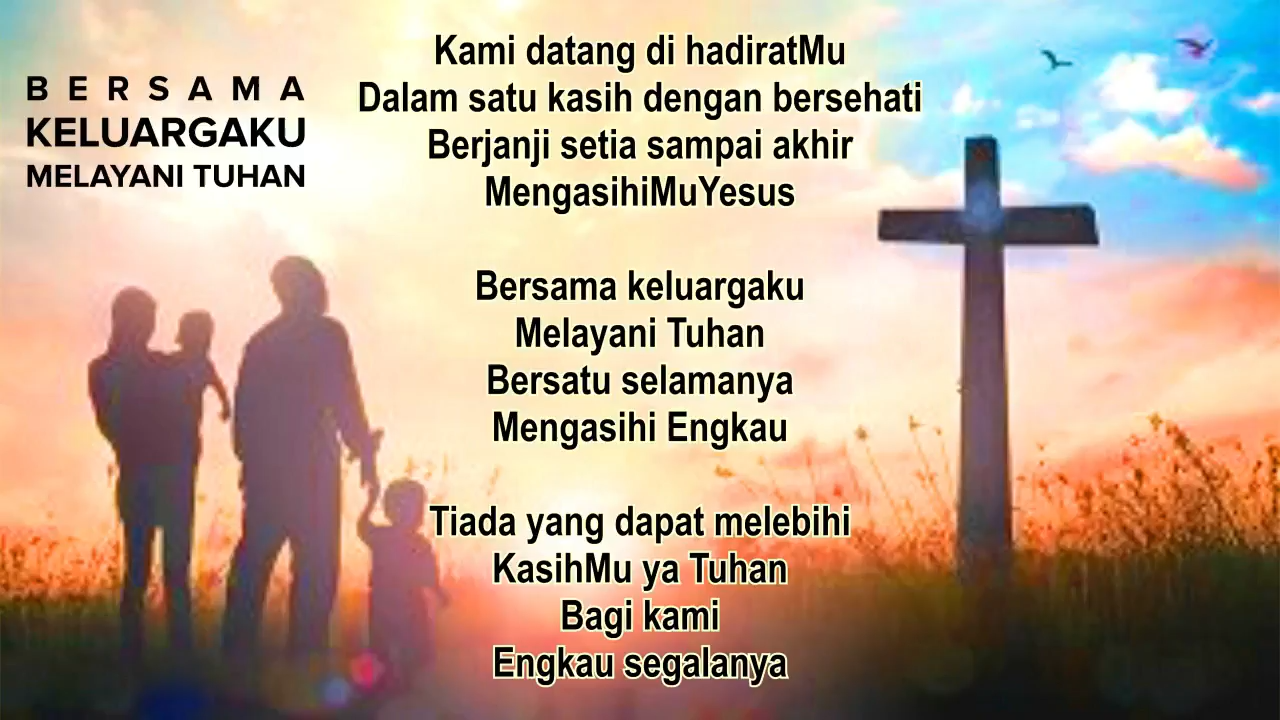 BERSAMA
KELUARGAKU
MELAYANI TUHAN
Kami datang di hadiratMu
Dalam satu kasih dengan bersehati
Berjanji setia sampai akhir
MengasihiMuYesus
Bersama keluargaku
Melayani Tuhan
Bersatu selamanya
Mengasihi Engkau
Tiada yang dapat melebihi
KasihMu ya Tuhan
Bagi kami
Engkau segalanya